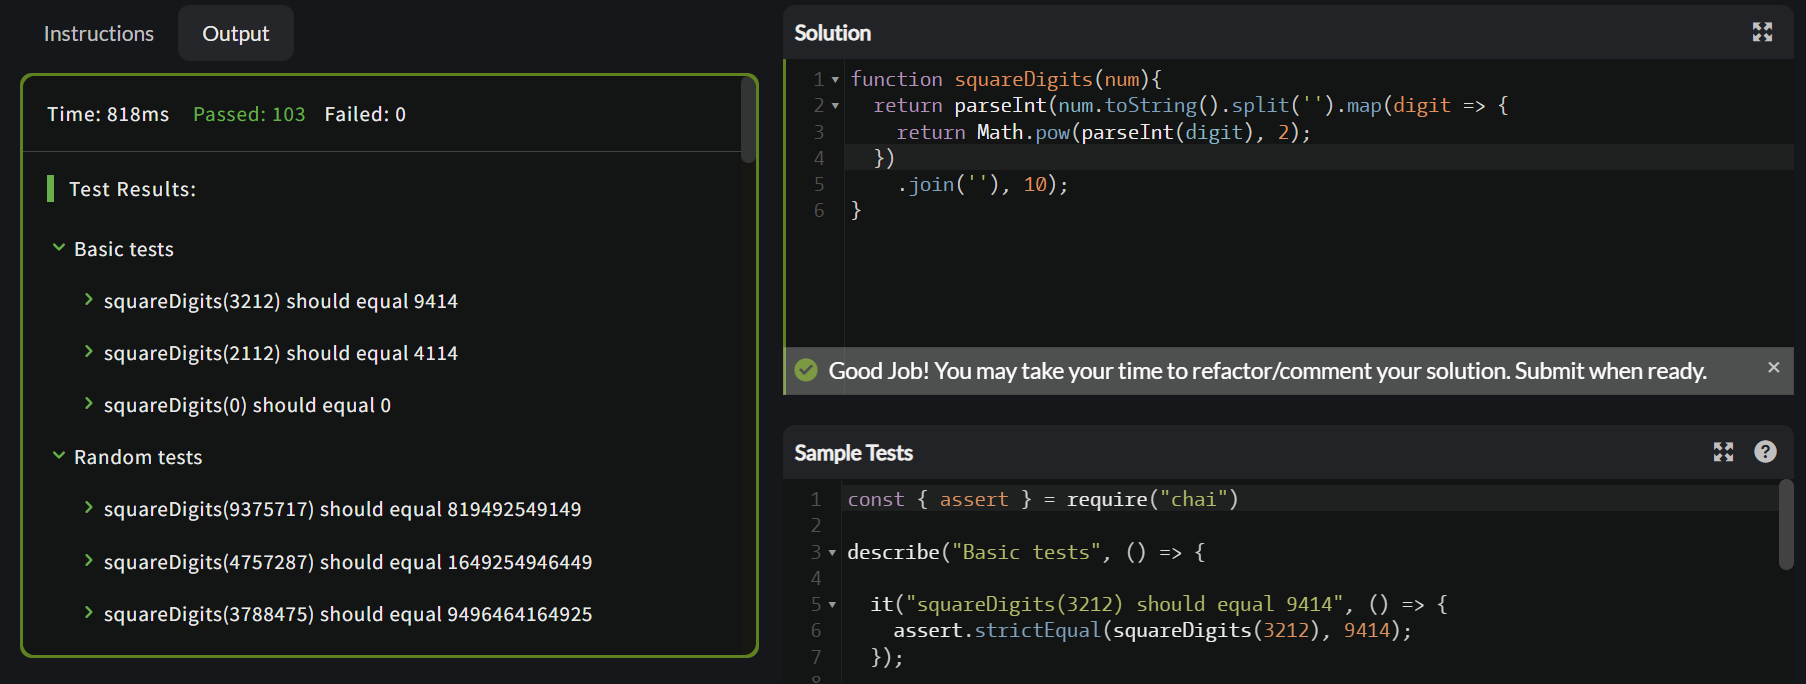 Instructions
Output
Time: 818ms Passed: 103 Failed: 0
Test Results:
Basic tests
squareDigits(3212) should equal 9414
squareDigits(2112) should equal 4114
squareDigits(0) should equal 0
Random tests
squareDigits(9375717) should equal 819492549149
squareDigits(4757287) should equal 1649254946449
squareDigits(3788475) should equal 9496464164925
Solution
1 function squareDigits(num){
2   return parseInt(num.toString().split('').map(digit => {
3     return Math.pow(parseInt(digit), 2);
4   })
5     .join(''), 10);
6 }
Good Job! You may take your time to refactor/comment your solution. Submit when ready.
Sample Tests
1 const { assert } = require("chai")
2
3 describe("Basic tests", () => {
4
5   it("squareDigits(3212) should equal 9414", () => {
6     assert.strictEqual(squareDigits(3212), 9414);
7   });